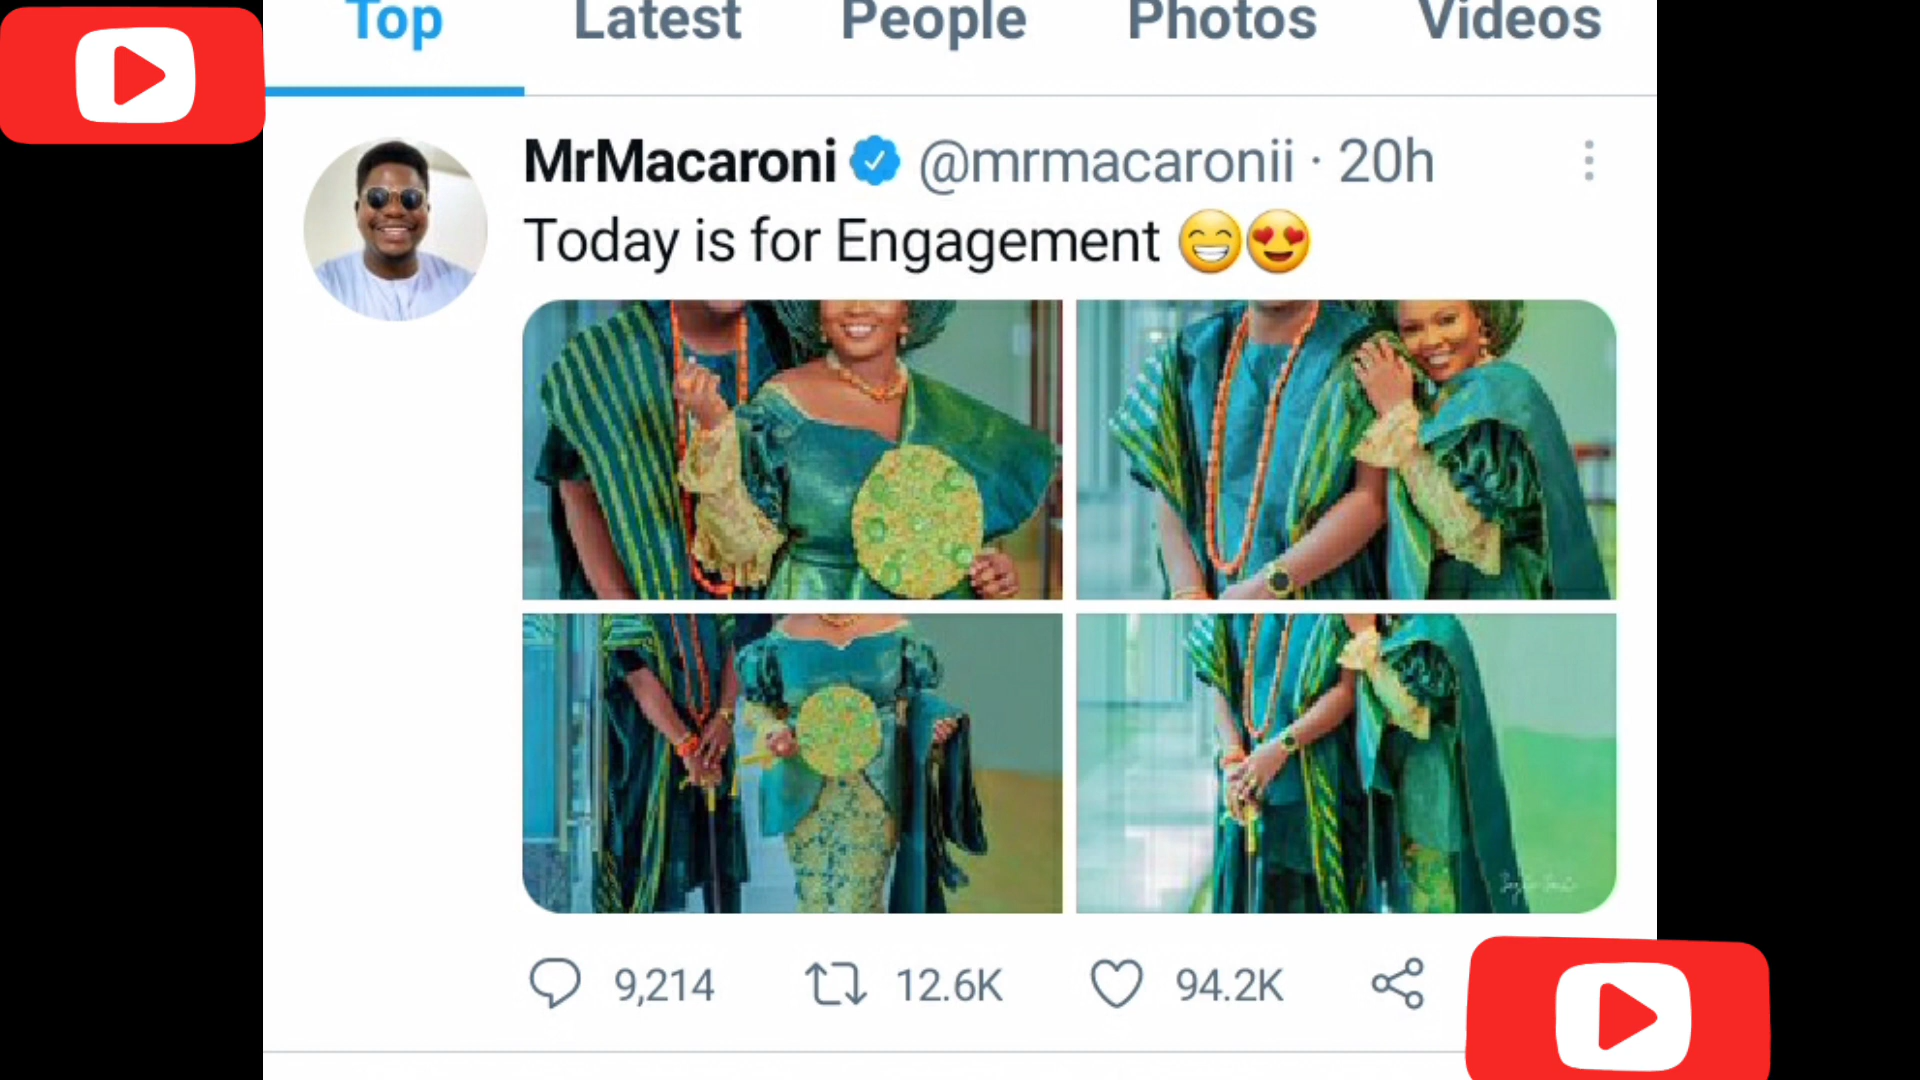 Top Latest People Photos Videos
MrMacaroni @mrmacaronii · 20h
Today is for Engagement 😁😍
9,214 12.6K 94.2K